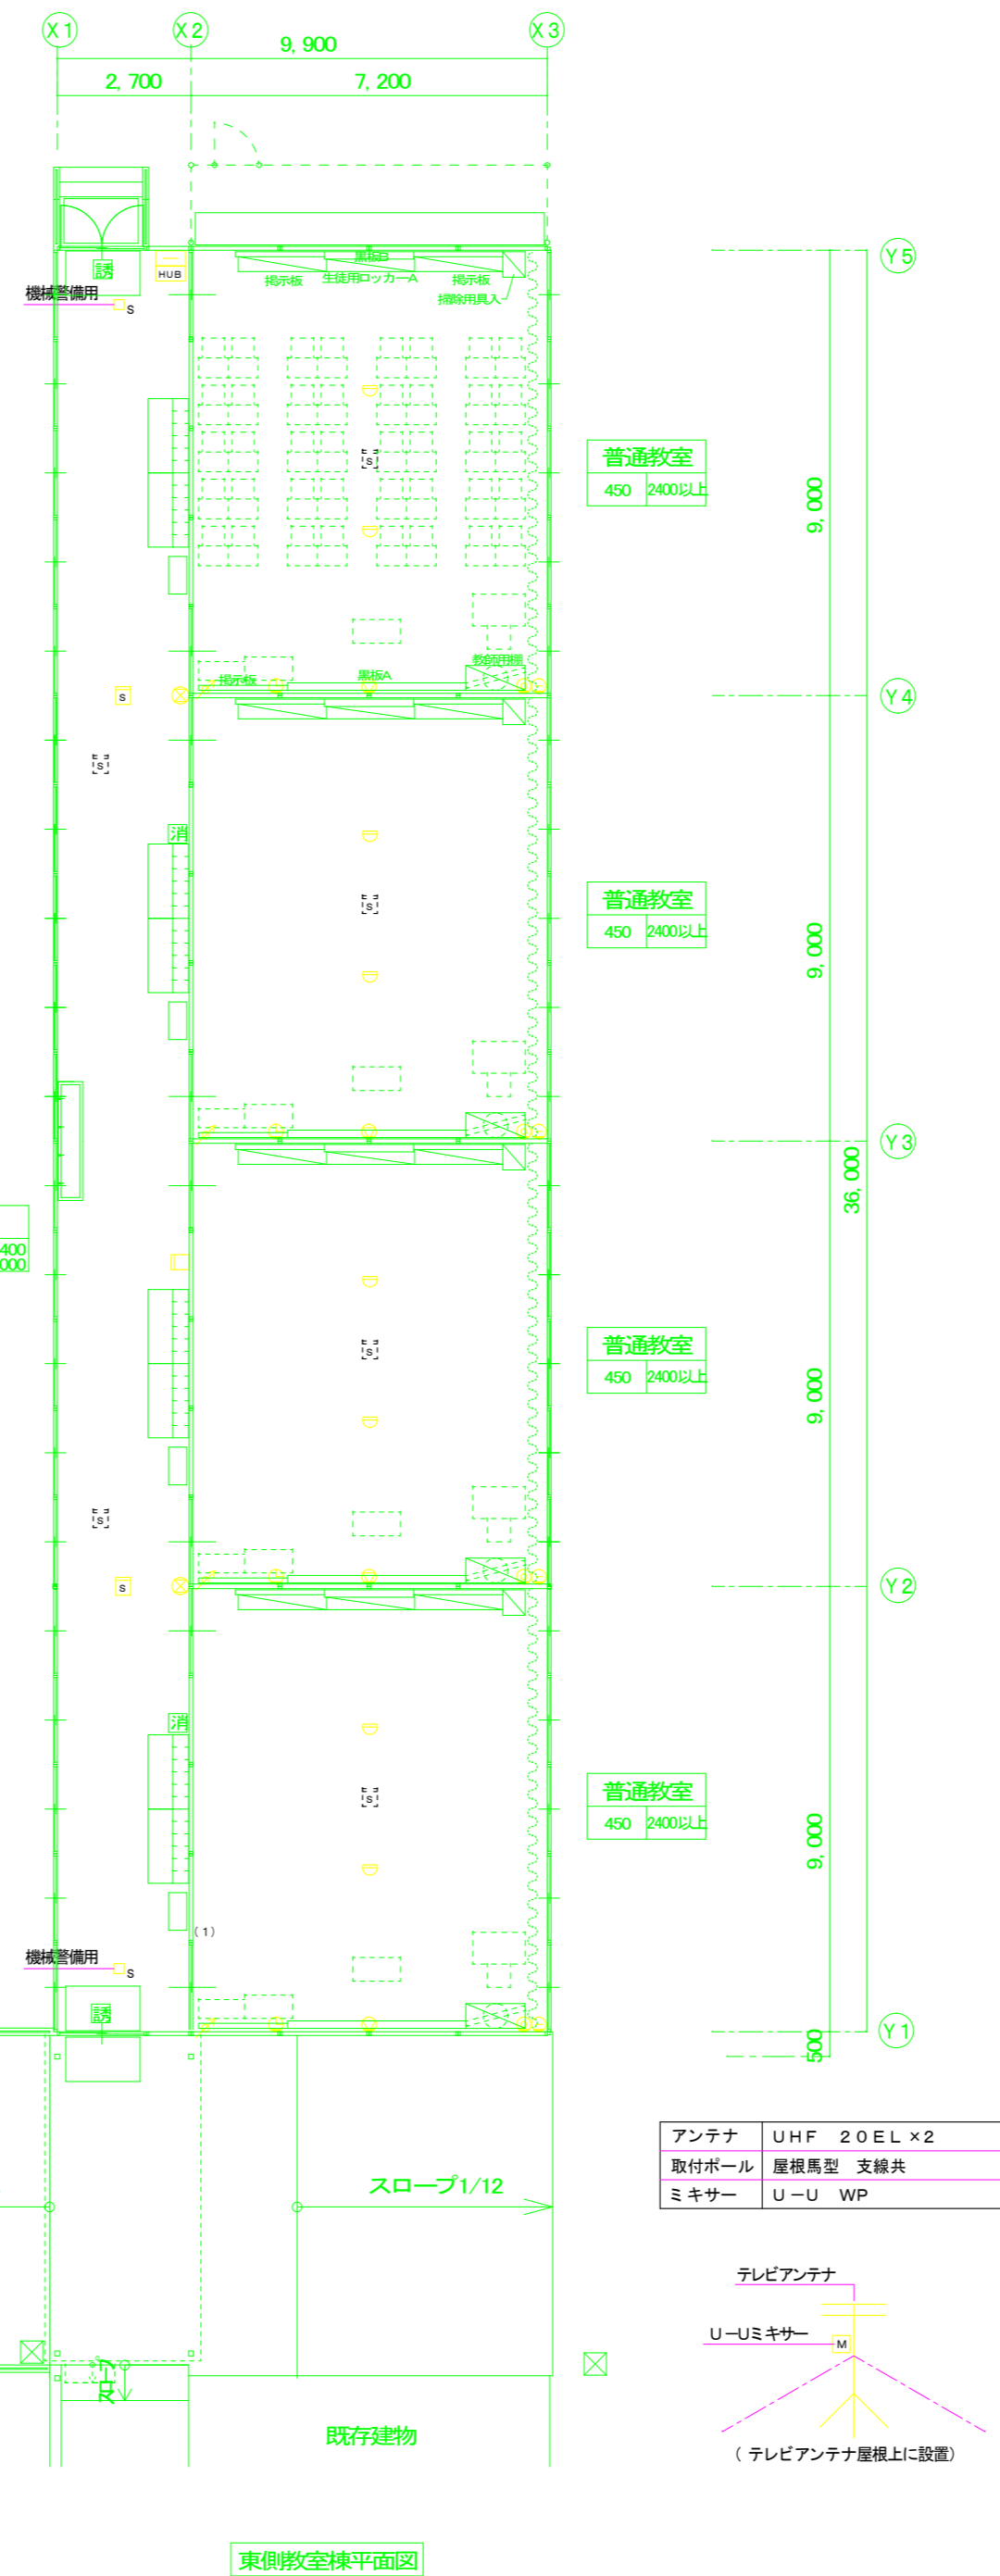 X1
X2
X3
9,900
2,700
7,200
Y5
誘
HUB
黒板B
掲示板
生徒用ロッカーA
掲示板
掃除用具入
機械警備用
S
S
普通教室
450
2400以上
9,000
教師用棚
掲示板
黒板A
S
Y4
S
消
S
普通教室
450
2400以上
9,000
Y3
36,000
400
000
S
普通教室
450
2400以上
9,000
S
S
Y2
消
S
普通教室
450
2400以上
9,000
(1)
機械警備用
S
誘
Y1
500
アンテナ UHF 20EL×2
取付ポール 屋根馬型 支線共
ミキサー U-U WP
スロープ1/12
テレビアンテナ
U-Uミキサー
M
スロープ
既存建物
(テレビアンテナ屋根上に設置)
東側教室棟平面図